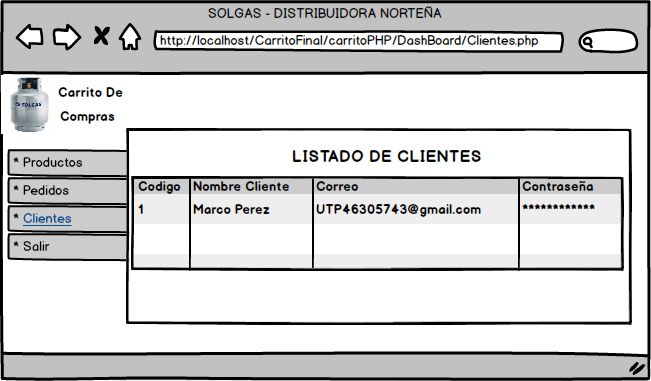 SOLGAS - DISTRIBUIDORA NORTEÑA
http://localhost/CarritoFinal/carritoPHP/DashBoard/Clientes.php
SOLGAS
Carrito De
Compras
* Productos
* Pedidos
* Clientes
* Salir
LISTADO DE CLIENTES
Codigo Nombre Cliente Correo Contraseña
1 Marco Perez UTP46305743@gmail.com ************